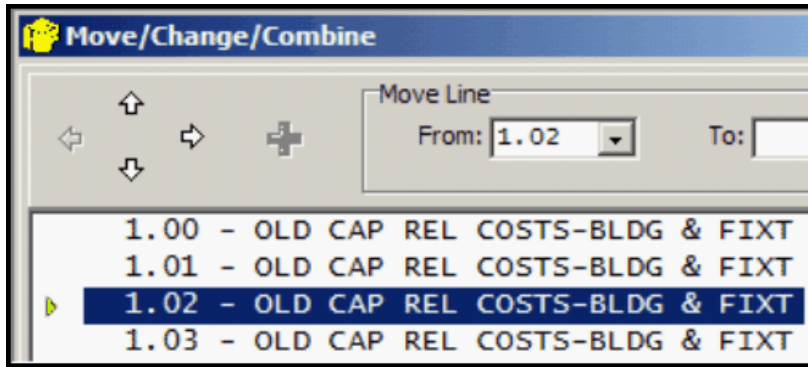 Move/Change/Combine
Move Line
From: 1.02 To:
1.00 - OLD CAP REL COSTS-BLDG & FIXT
1.01 - OLD CAP REL COSTS-BLDG & FIXT
1.02 - OLD CAP REL COSTS-BLDG & FIXT
1.03 - OLD CAP REL COSTS-BLDG & FIXT